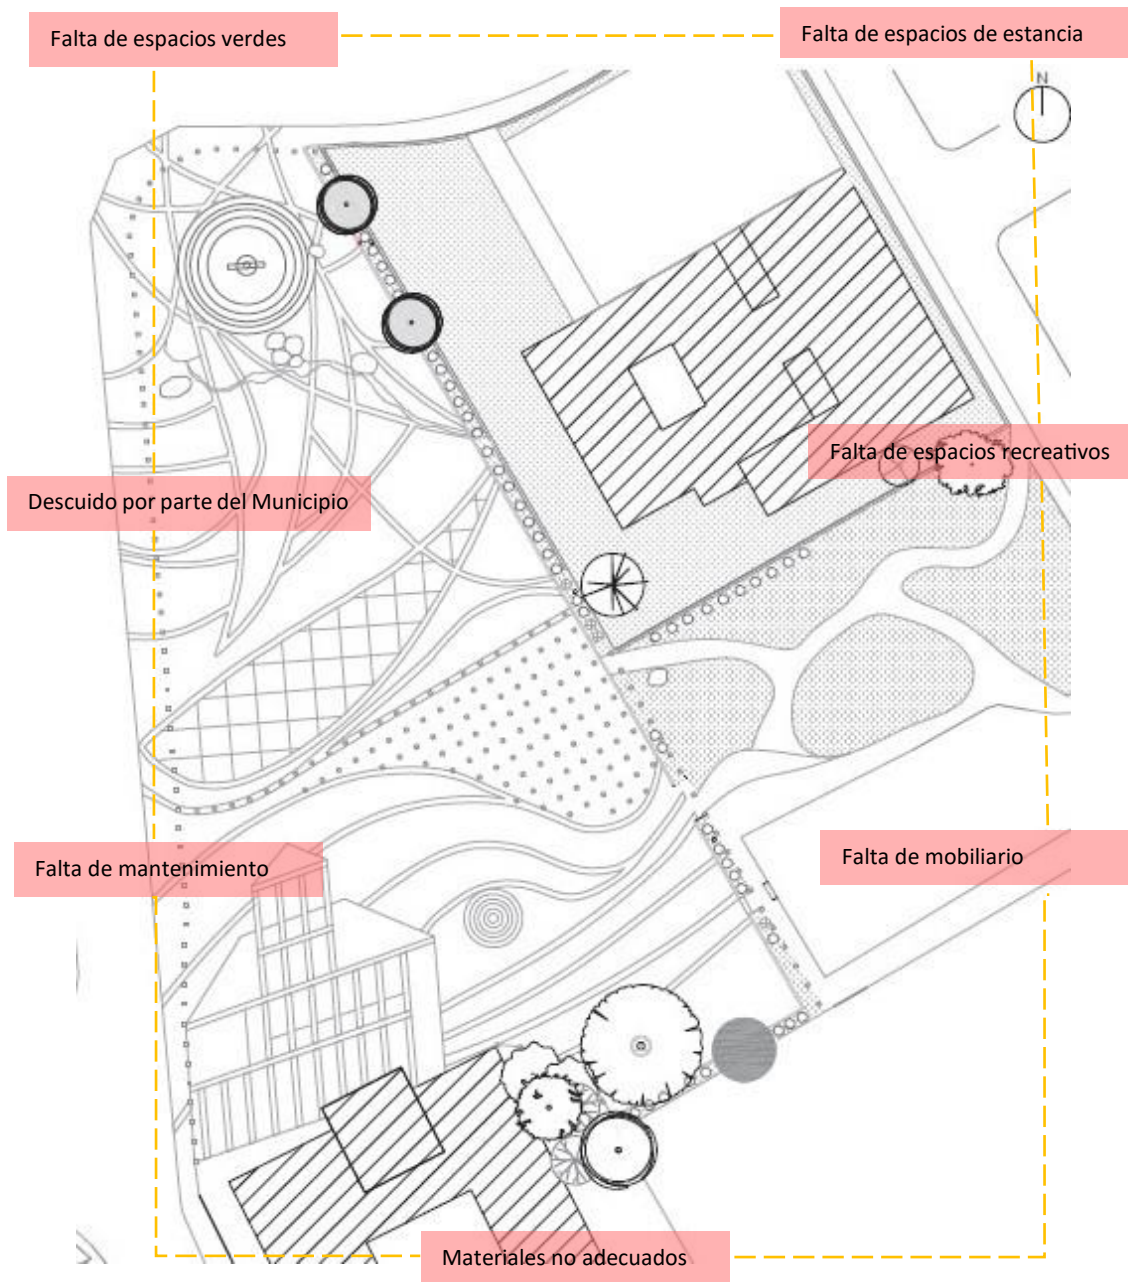 Falta de espacios verdes
Falta de espacios de estancia
N
Falta de espacios recreativos
Descuido por parte del Municipio
Falta de mantenimiento
Falta de mobiliario
Materiales no adecuados